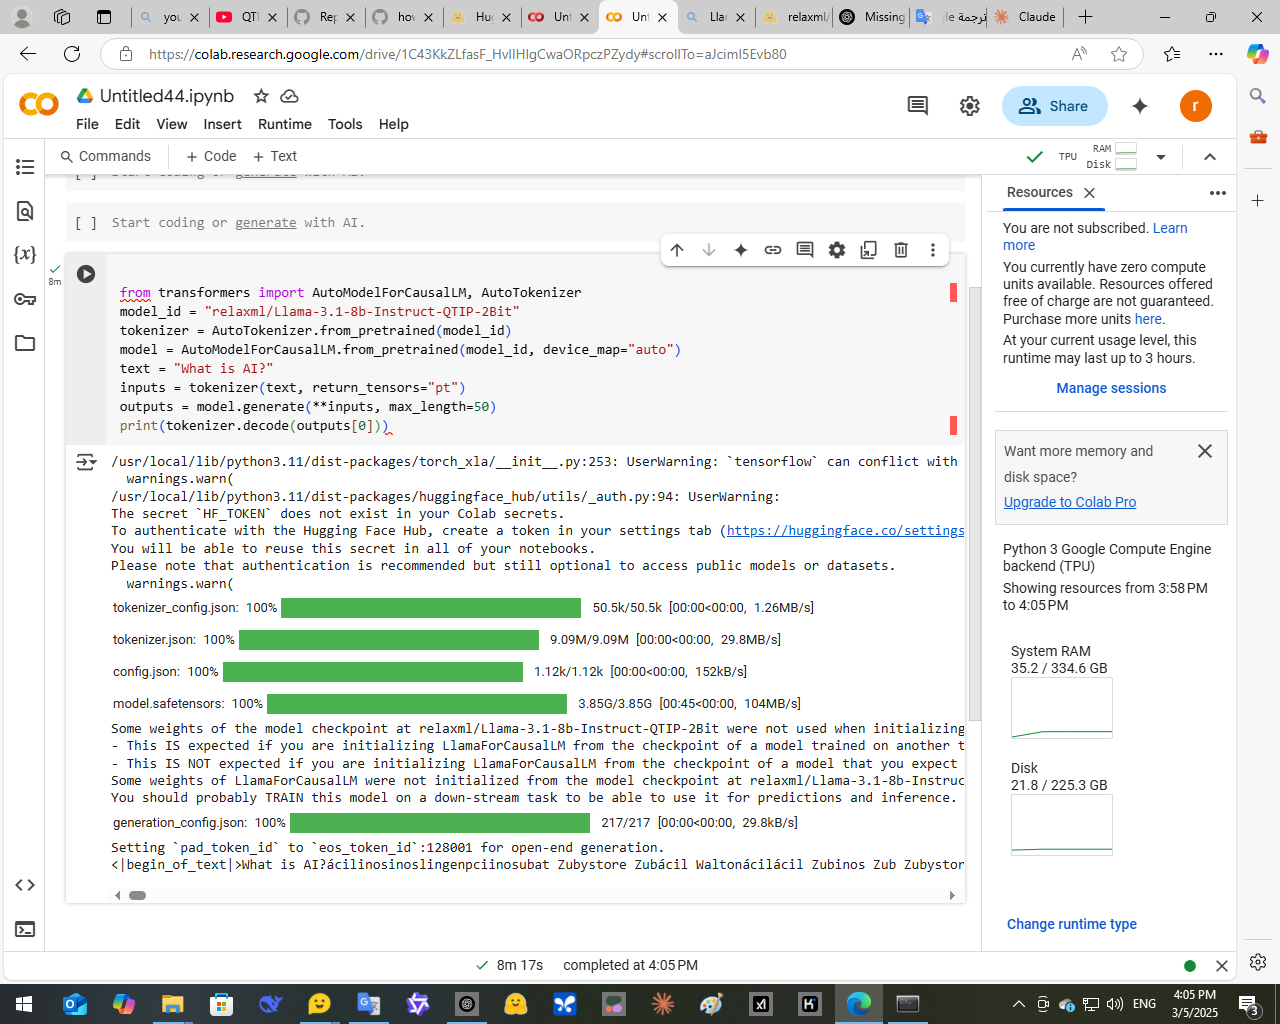 you
QTI
Rep
how
Hug
Unt
Unt
Llar
relaxml/
Missing
ترجمة
Claude
https://colab.research.google.com/drive/1C43KkZLfasF_HvIIHIgCwaORpczPZydy#scrollTo=aJcimI5Evb80
Untitled44.ipynb
Share
r
File Edit View Insert Runtime Tools Help
Commands + Code + Text
TPU RAM Disk
[ ] Start coding or generate with AI.
[ ] Start coding or generate with AI.
8m
from transformers import AutoModelForCausalLM, AutoTokenizer
model_id = "relaxml/Llama-3.1-8b-Instruct-QTIP-2Bit"
tokenizer = AutoTokenizer.from_pretrained(model_id)
model = AutoModelForCausalLM.from_pretrained(model_id, device_map="auto")
text = "What is AI?"
inputs = tokenizer(text, return_tensors="pt")
outputs = model.generate(**inputs, max_length=50)
print(tokenizer.decode(outputs[0]))
/usr/local/lib/python3.11/dist-packages/torch_xla/__init__.py:253: UserWarning: `tensorflow` can conflict with
warnings.warn(
/usr/local/lib/python3.11/dist-packages/huggingface_hub/utils/_auth.py:94: UserWarning:
The secret `HF_TOKEN` does not exist in your Colab secrets.
To authenticate with the Hugging Face Hub, create a token in your settings tab (https://huggingface.co/settings
You will be able to reuse this secret in all of your notebooks.
Please note that authentication is recommended but still optional to access public models or datasets.
warnings.warn(
tokenizer_config.json: 100% 50.5k/50.5k [00:00<00:00, 1.26MB/s]
tokenizer.json: 100% 9.09M/9.09M [00:00<00:00, 29.8MB/s]
config.json: 100% 1.12k/1.12k [00:00<00:00, 152kB/s]
model.safetensors: 100% 3.85G/3.85G [00:45<00:00, 104MB/s]
Some weights of the model checkpoint at relaxml/Llama-3.1-8b-Instruct-QTIP-2Bit were not used when initializing
- This IS expected if you are initializing LlamaForCausalLM from the checkpoint of a model trained on another t
- This IS NOT expected if you are initializing LlamaForCausalLM from the checkpoint of a model that you expect
Some weights of LlamaForCausalLM were not initialized from the model checkpoint at relaxml/Llama-3.1-8b-Instruc
You should probably TRAIN this model on a down-stream task to be able to use it for predictions and inference.
generation_config.json: 100% 217/217 [00:00<00:00, 29.8kB/s]
Setting `pad_token_id` to `eos_token_id`:128001 for open-end generation.
<|begin_of_text|>What is AI?ácilinosinoslingenpciinosubat Zubystore Zubácil Waltonácilácil Zubinos Zub Zubystor
Resources
You are not subscribed. Learn
more
You currently have zero compute
units available. Resources offered
free of charge are not guaranteed.
Purchase more units here.
At your current usage level, this
runtime may last up to 3 hours.
Manage sessions
Want more memory and
disk space?
Upgrade to Colab Pro
Python 3 Google Compute Engine
backend (TPU)
Showing resources from 3:58 PM
to 4:05 PM
System RAM
35.2 / 334.6 GB
Disk
21.8 / 225.3 GB
Change runtime type
8m 17s completed at 4:05 PM
ENG
4:05 PM
3/5/2025
3